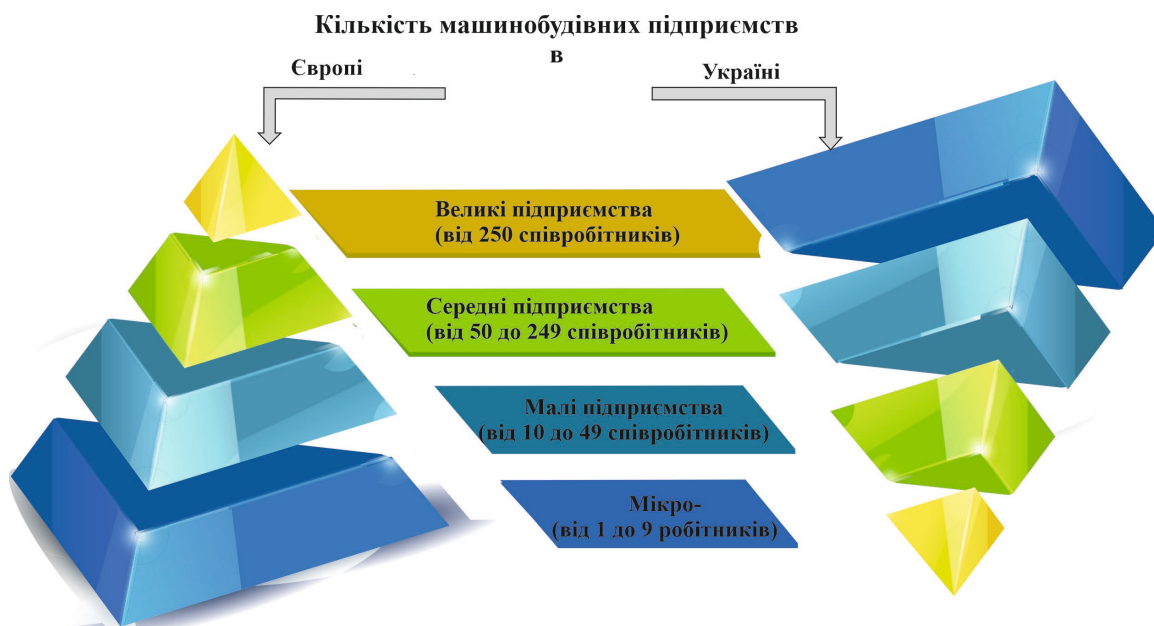 Кількість машинобудівних підприємств
в
Європі
Україні
Великі підприємства
(від 250 співробітників)
Середні підприємства
(від 50 до 249 співробітників)
Малі підприємства
(від 10 до 49 співробітників)
Мікро-
(від 1 до 9 робітників)